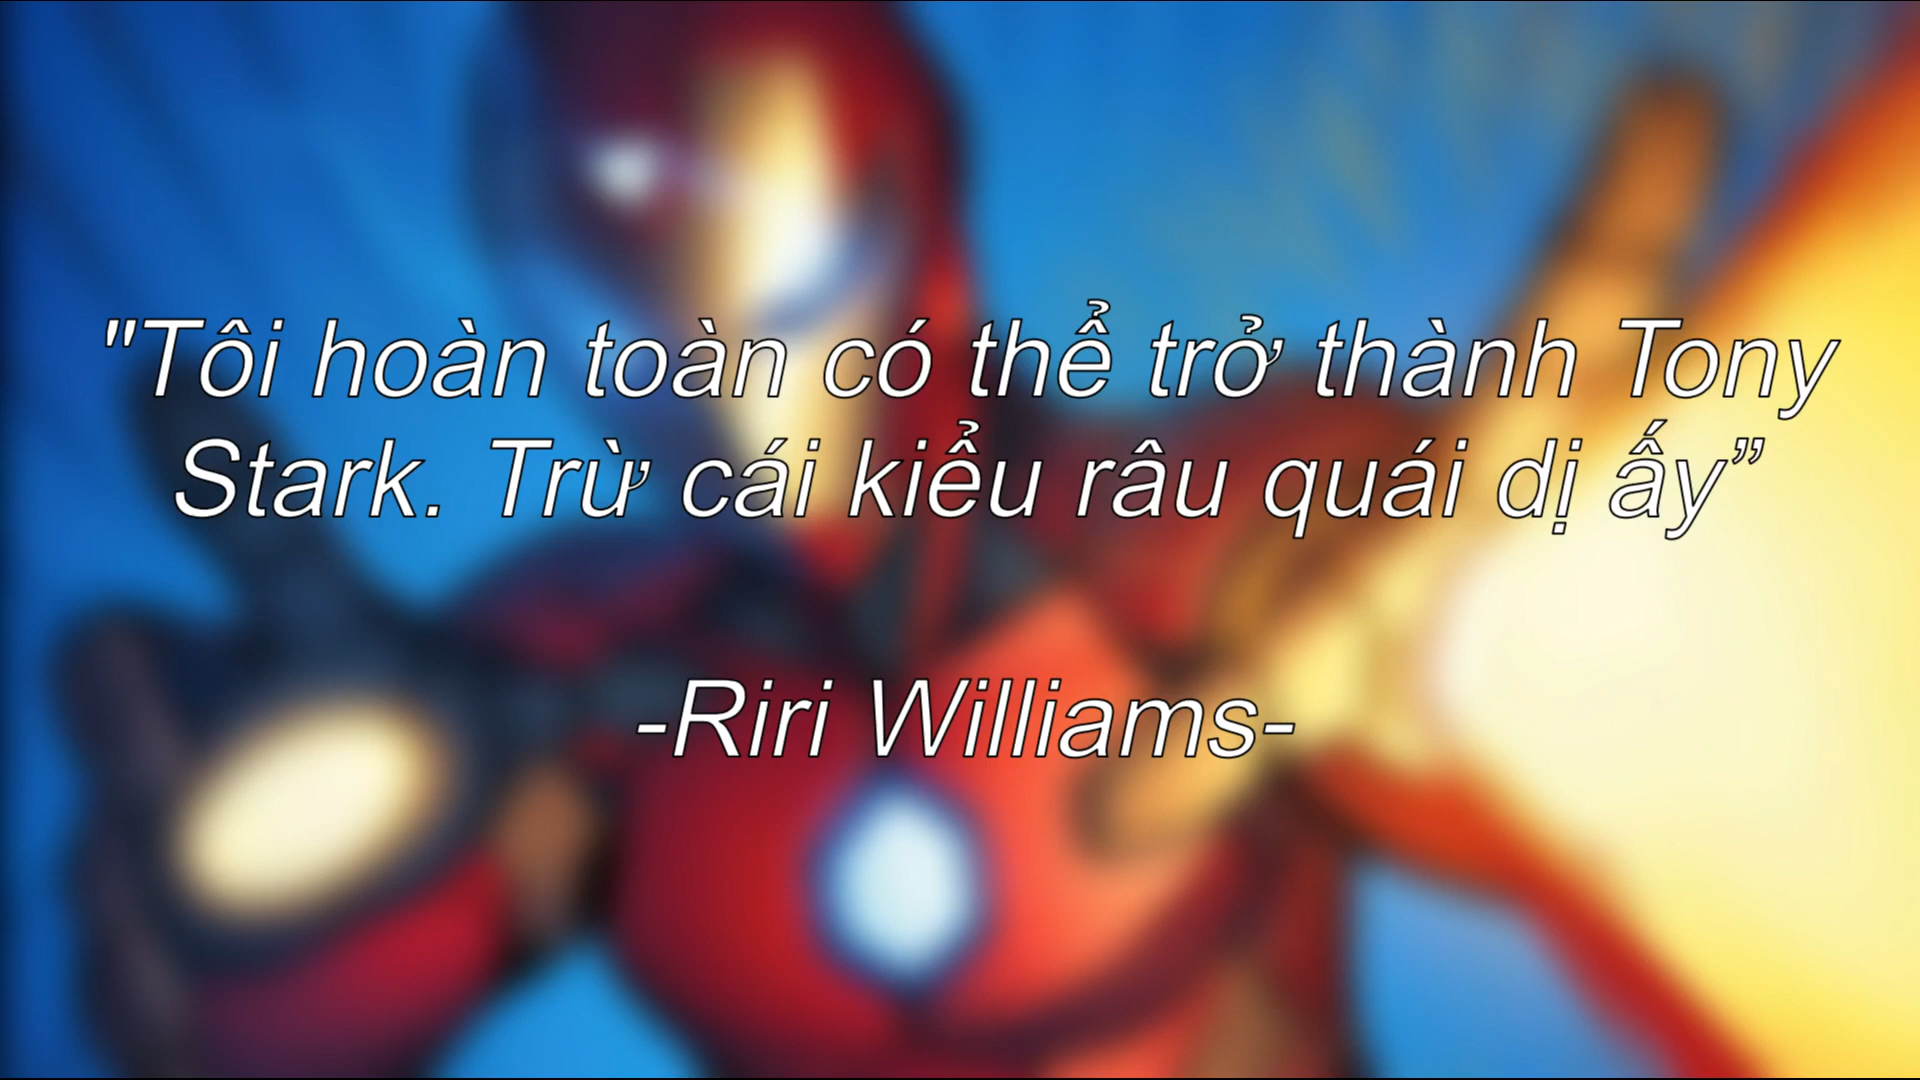 "Tôi hoàn toàn có thể trở thành Tony
Stark. Trừ cái kiểu râu quái dị ấy”
-Riri Williams-